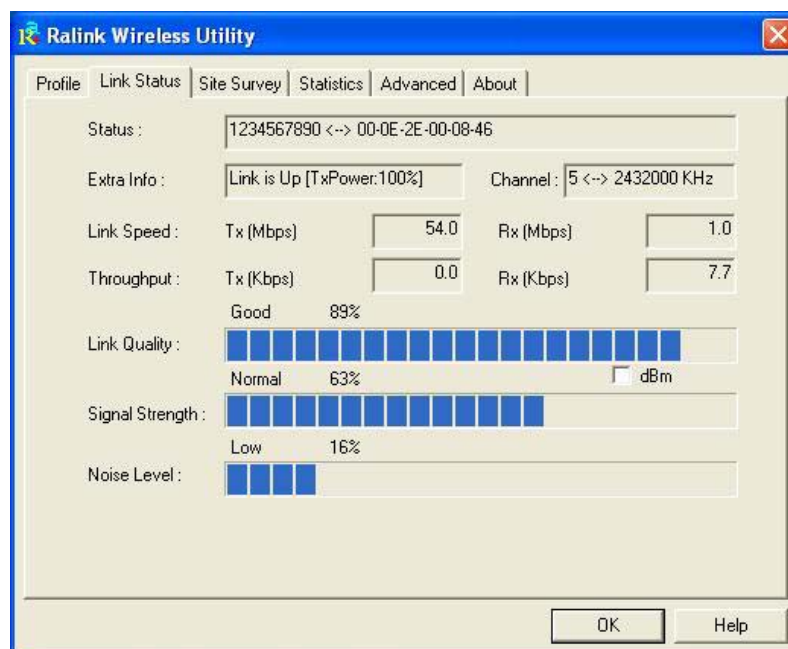 Ralink Wireless Utility
Profile Link Status Site Survey Statistics Advanced About
Status : 1234567890 <--> 00-0E-2E-00-08-46
Extra Info : Link is Up [TxPower:100%] Channel : 5 <--> 2432000 KHz
Link Speed : Tx (Mbps) 54.0 Rx (Mbps) 1.0
Throughput : Tx (Kbps) 0.0 Rx (Kbps) 7.7
Good 89%
Link Quality :
Normal 63% dBm
Signal Strength :
Low 16%
Noise Level :
OK Help